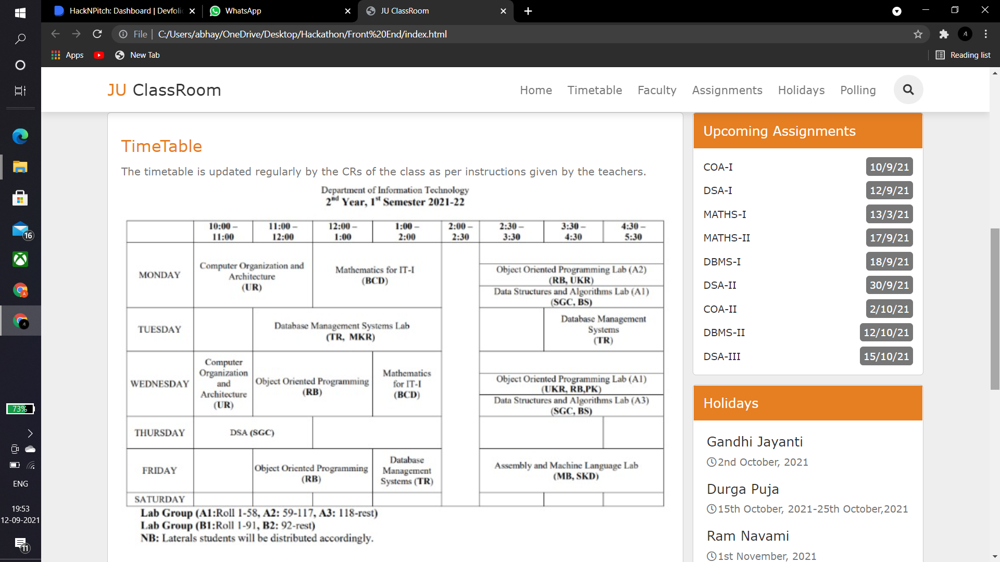 HackNPitch: Dashboard | Devfolio
WhatsApp
JU ClassRoom
File
C:/Users/abhay/OneDrive/Desktop/Hackathon/Front%20End/index.html
A
Apps
New Tab
Reading list
JU ClassRoom
Home
Timetable
Faculty
Assignments
Holidays
Polling
TimeTable
The timetable is updated regularly by the CRs of the class as per instructions given by the teachers.
Department of Information Technology
2nd Year, 1st Semester 2021-22
10:00 – 11:00 – 12:00 – 1:00 – 2:00 – 2:30 – 3:30 – 4:30 –
11:00 12:00 1:00 2:00 2:30 3:30 4:30 5:30
MONDAY
Computer Organization and
Architecture
(UR)
Mathematics for IT-I
(BCD)
Object Oriented Programming Lab (A2)
(RB, UKR)
Data Structures and Algorithms Lab (A1)
(SGC, BS)
TUESDAY
Database Management Systems Lab
(TR, MKR)
Database Management
Systems
(TR)
WEDNESDAY
Computer
Organization
and
Architecture
(UR)
Object Oriented Programming
(RB)
Mathematics
for IT-I
(BCD)
Object Oriented Programming Lab (A1)
(UKR, RB,PK)
Data Structures and Algorithms Lab (A3)
(SGC, BS)
THURSDAY
DSA (SGC)
FRIDAY
Object Oriented Programming
(RB)
Database
Management
Systems (TR)
Assembly and Machine Language Lab
(MB, SKD)
SATURDAY
Lab Group (A1:Roll 1-58, A2: 59-117, A3: 118-rest)
Lab Group (B1:Roll 1-91, B2: 92-rest)
NB: Laterals students will be distributed accordingly.
Upcoming Assignments
COA-I 10/9/21
DSA-I 12/9/21
MATHS-I 13/3/21
MATHS-II 17/9/21
DBMS-I 18/9/21
DSA-II 30/9/21
COA-II 2/10/21
DBMS-II 12/10/21
DSA-III 15/10/21
Holidays
Gandhi Jayanti
2nd October, 2021
Durga Puja
15th October, 2021-25th October,2021
Ram Navami
1st November, 2021
16
A
A
73%
ENG
19:53
12-09-2021
11